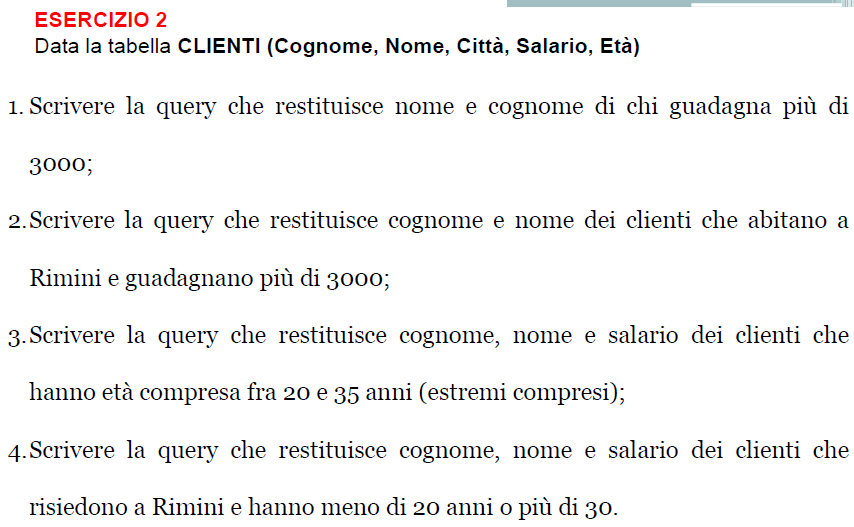 ESERCIZIO 2
Data la tabella CLIENTI (Cognome, Nome, Città, Salario, Età)
1. Scrivere la query che restituisce nome e cognome di chi guadagna più di
3000;
2. Scrivere la query che restituisce cognome e nome dei clienti che abitano a
Rimini e guadagnano più di 3000;
3. Scrivere la query che restituisce cognome, nome e salario dei clienti che
hanno età compresa fra 20 e 35 anni (estremi compresi);
4. Scrivere la query che restituisce cognome, nome e salario dei clienti che
risiedono a Rimini e hanno meno di 20 anni o più di 30.